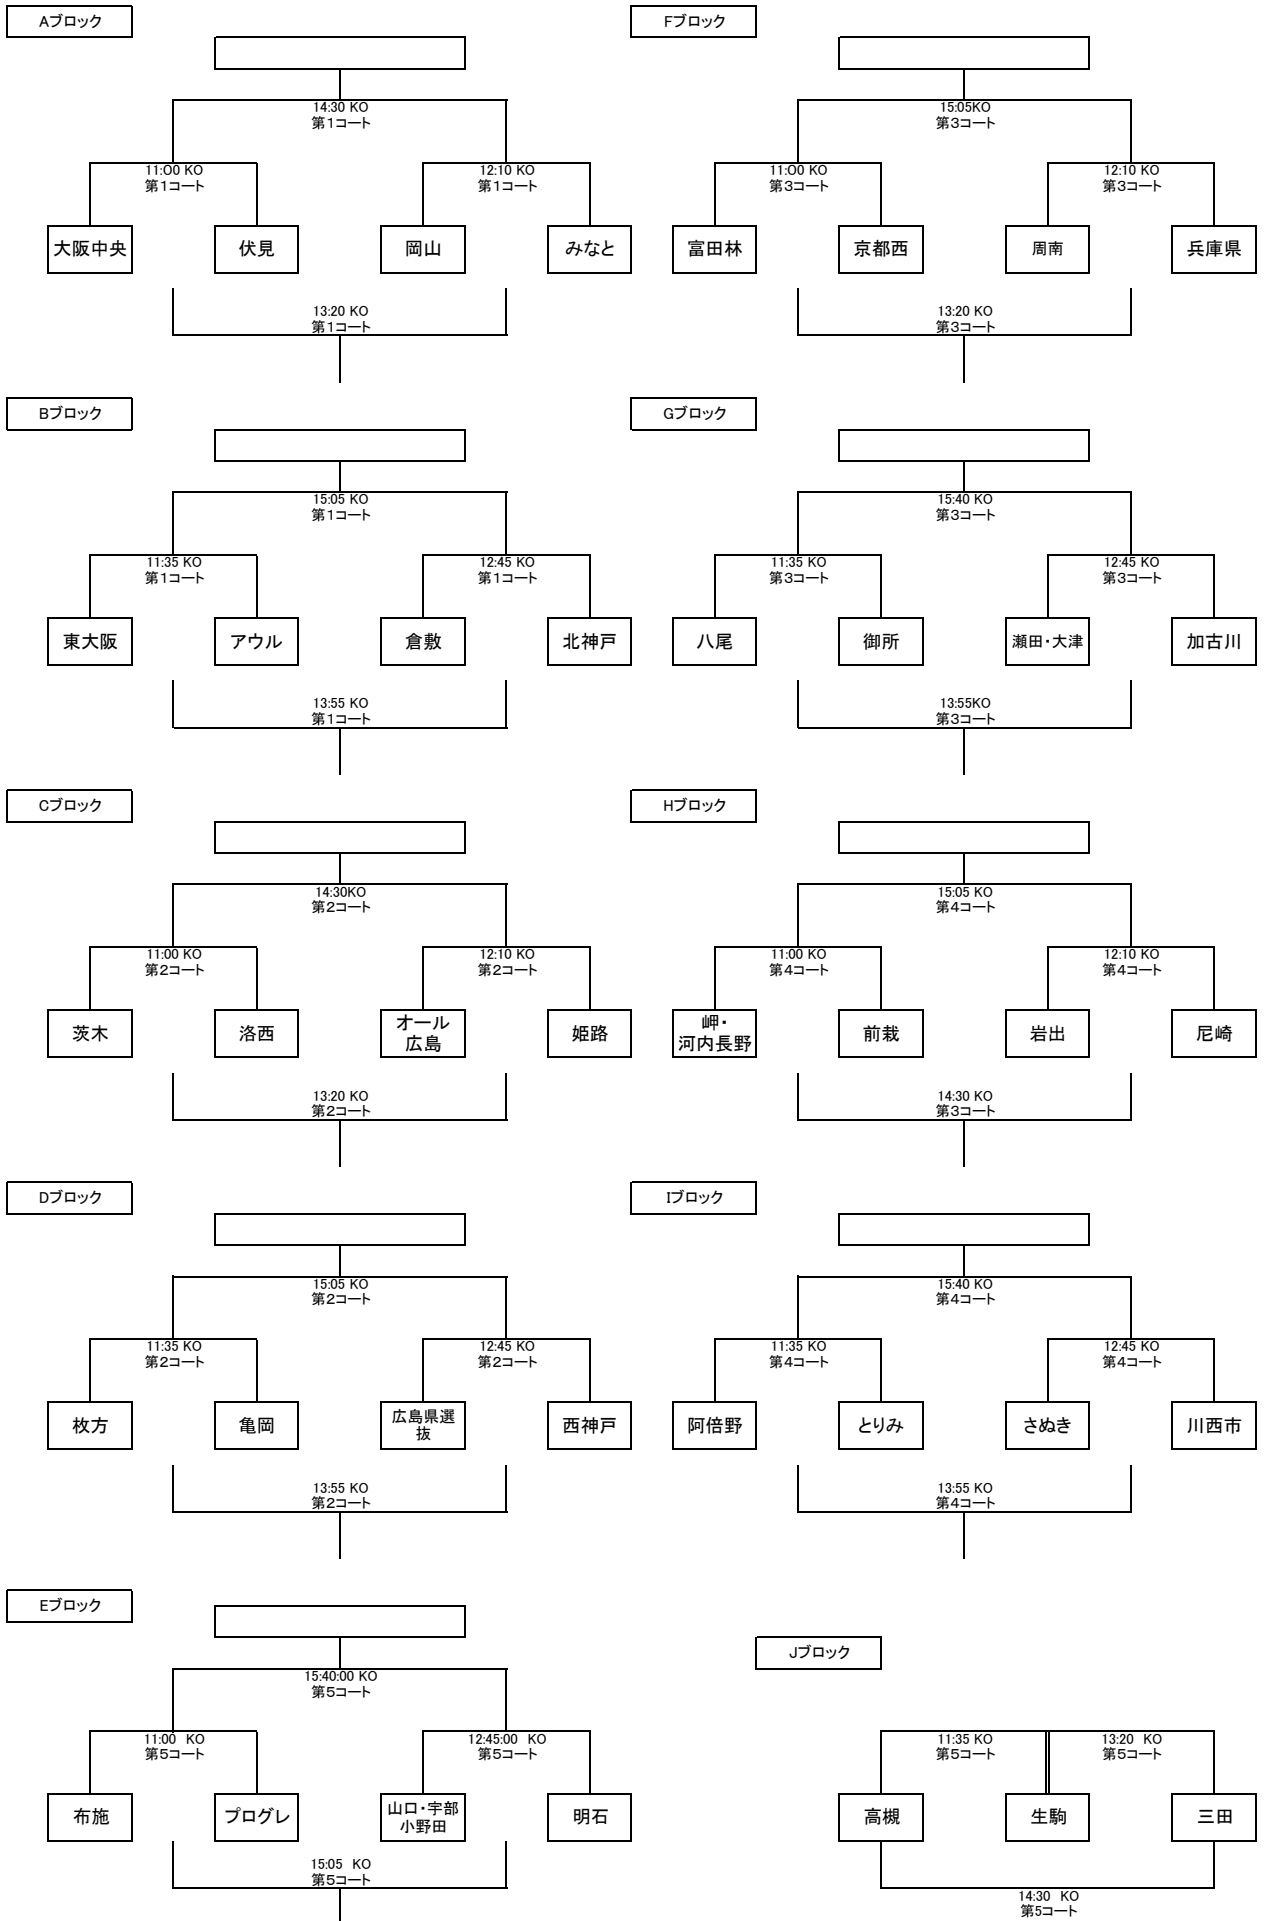 Aブロック
14:30 KO
第1コート
11:00 KO
第1コート
12:10 KO
第1コート
大阪中央
伏見
岡山
みなと
13:20 KO
第1コート
Bブロック
15:05 KO
第1コート
11:35 KO
第1コート
12:45 KO
第1コート
東大阪
アウル
倉敷
北神戸
13:55 KO
第1コート
Cブロック
14:30KO
第2コート
11:00 KO
第2コート
12:10 KO
第2コート
茨木
洛西
オール
広島
姫路
13:20 KO
第2コート
Dブロック
15:05 KO
第2コート
11:35 KO
第2コート
12:45 KO
第2コート
枚方
亀岡
広島県選
抜
西神戸
13:55 KO
第2コート
Eブロック
15:40:00 KO
第5コート
11:00 KO
第5コート
12:45:00 KO
第5コート
布施
プログレ
山口・宇部
小野田
明石
15:05 KO
第5コート
Fブロック
15:05KO
第3コート
11:00 KO
第3コート
12:10 KO
第3コート
富田林
京都西
周南
兵庫県
13:20 KO
第3コート
Gブロック
15:40 KO
第3コート
11:35 KO
第3コート
12:45 KO
第3コート
八尾
御所
瀬田・大津
加古川
13:55KO
第3コート
Hブロック
15:05 KO
第4コート
11:00 KO
第4コート
12:10 KO
第4コート
岬・
河内長野
前栽
岩出
尼崎
14:30 KO
第3コート
Iブロック
15:40 KO
第4コート
11:35 KO
第4コート
12:45 KO
第4コート
阿倍野
とりみ
さぬき
川西市
13:55 KO
第4コート
Jブロック
11:35 KO
第5コート
13:20 KO
第5コート
高槻
生駒
三田
14:30 KO
第5コート